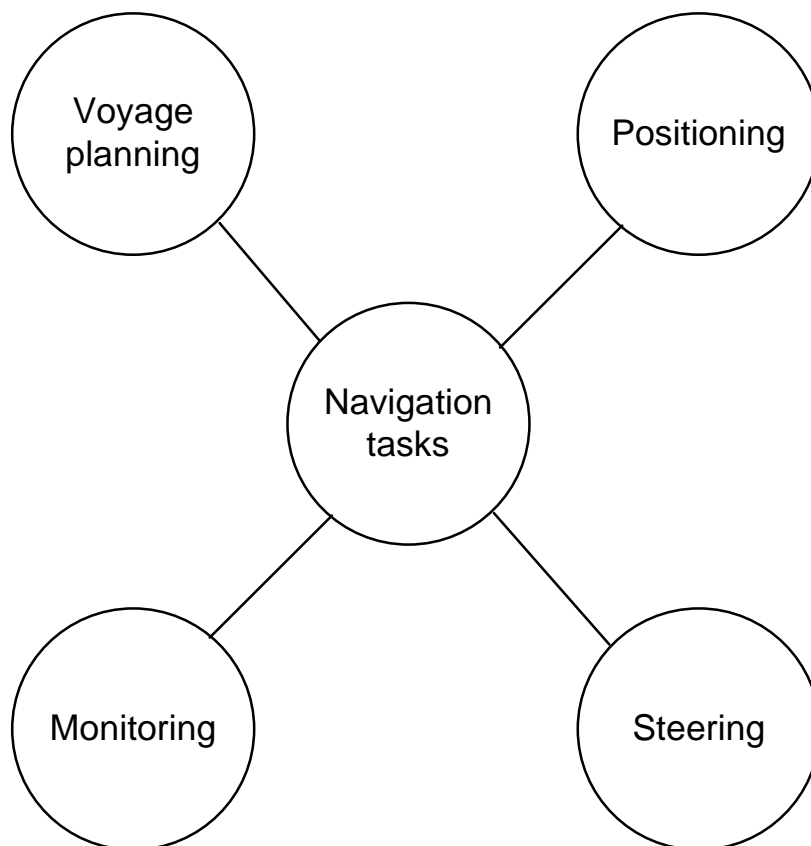 Voyage
planning
Positioning
Navigation
tasks
Monitoring
Steering